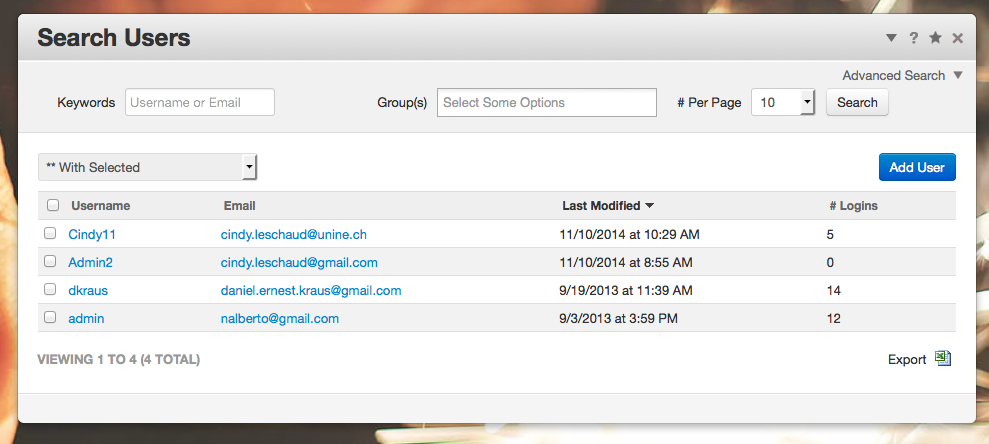 Search Users
?
Advanced Search
Keywords Username or Email Group(s) Select Some Options # Per Page 10 Search
** With Selected Add User
Username Email Last Modified # Logins
Cindy11 cindy.leschaud@unine.ch 11/10/2014 at 10:29 AM 5
Admin2 cindy.leschaud@gmail.com 11/10/2014 at 8:55 AM 0
dkraus daniel.ernest.kraus@gmail.com 9/19/2013 at 11:39 AM 14
admin nalberto@gmail.com 9/3/2013 at 3:59 PM 12
VIEWING 1 TO 4 (4 TOTAL) Export